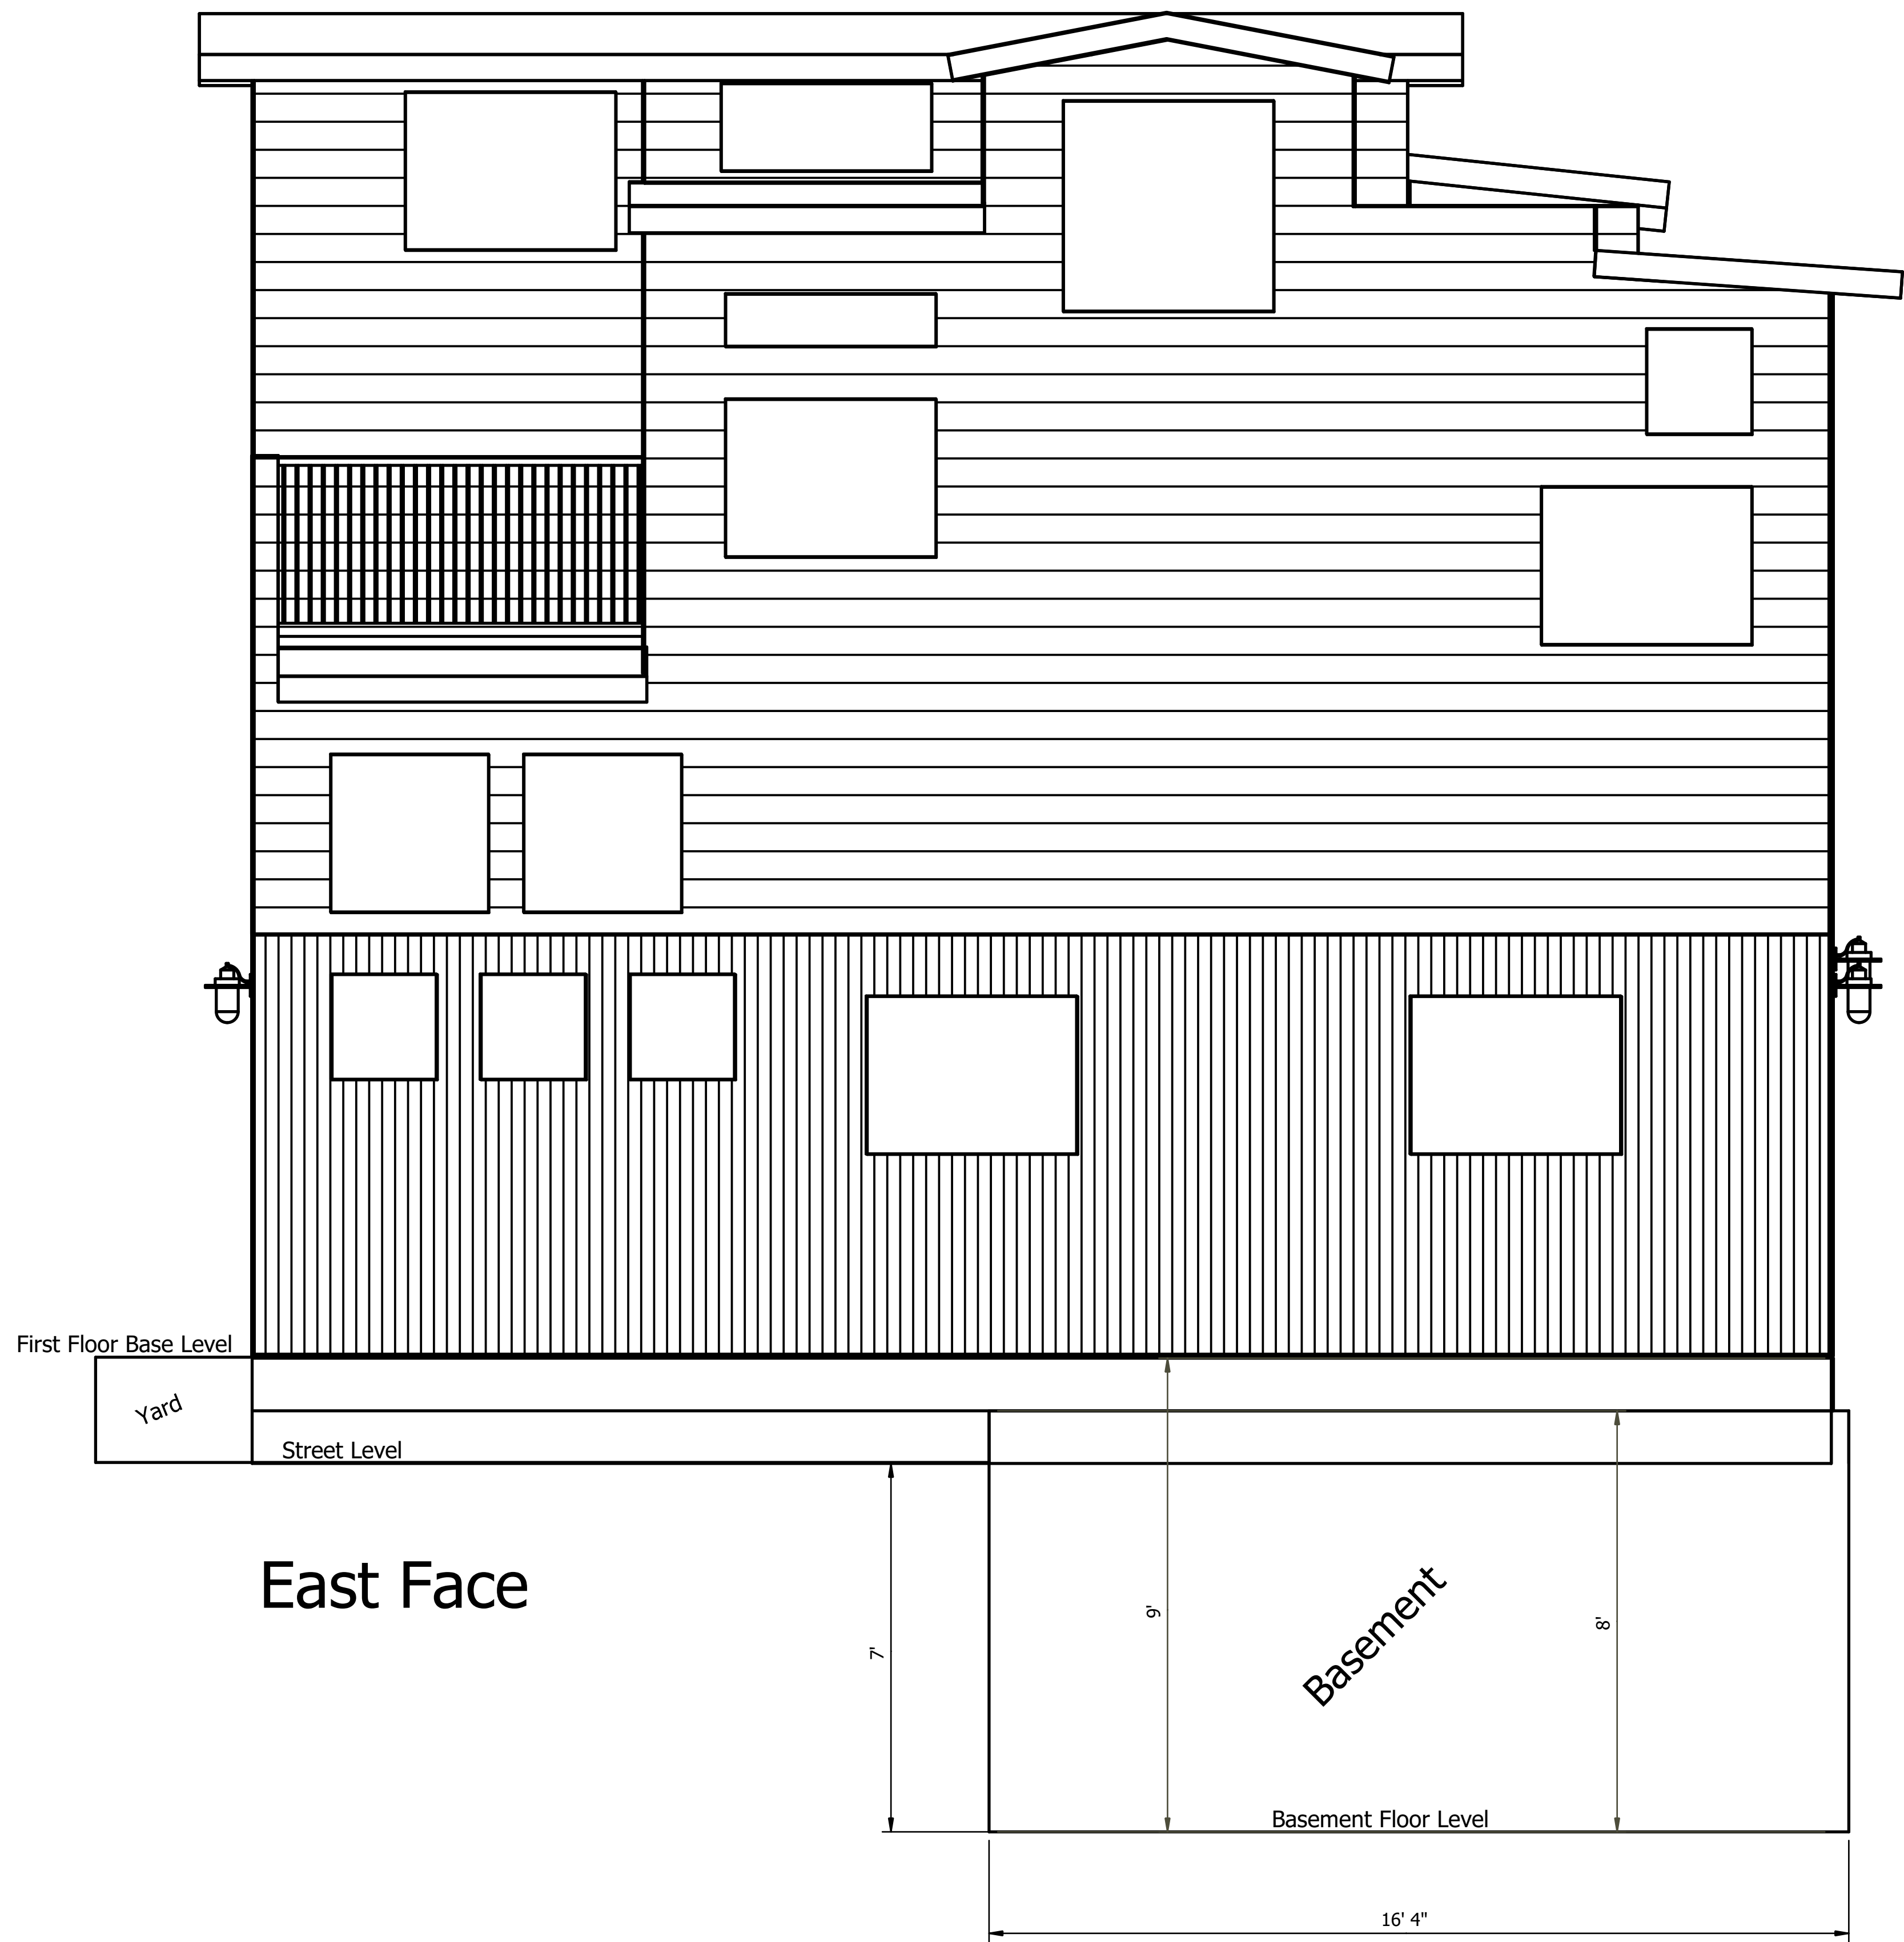 First Floor Base Level
Yard
Street Level
East Face
7'
9'
Basement
8'
Basement Floor Level
16' 4"